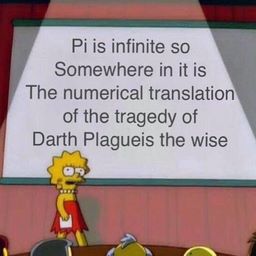 Pi is infinite so
Somewhere in it is
The numerical translation
of the tragedy of
Darth Plagueis the wise